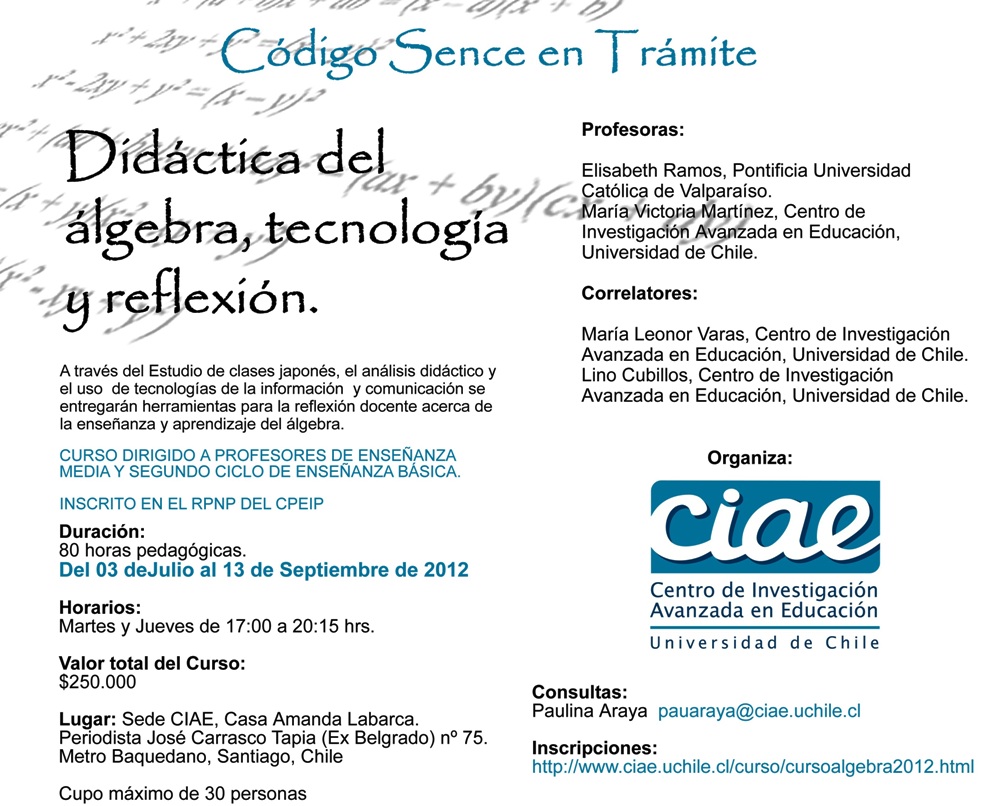 Código Sence en Trámite
x² - 2xy + y² = (x - y)²
Didáctica del
álgebra, tecnología
y reflexión.
A través del Estudio de clases japonés, el análisis didáctico y
el uso de tecnologías de la información y comunicación se
entregarán herramientas para la reflexión docente acerca de
la enseñanza y aprendizaje del álgebra.
CURSO DIRIGIDO A PROFESORES DE ENSEÑANZA
MEDIA Y SEGUNDO CICLO DE ENSEÑANZA BÁSICA.
INSCRITO EN EL RPNP DEL CPEIP
Duración:
80 horas pedagógicas.
Del 03 deJulio al 13 de Septiembre de 2012
Horarios:
Martes y Jueves de 17:00 a 20:15 hrs.
Valor total del Curso:
$250.000
Lugar: Sede CIAE, Casa Amanda Labarca.
Periodista José Carrasco Tapia (Ex Belgrado) nº 75.
Metro Baquedano, Santiago, Chile
Cupo máximo de 30 personas
Profesoras:
Elisabeth Ramos, Pontificia Universidad
Católica de Valparaíso.
María Victoria Martínez, Centro de
Investigación Avanzada en Educación,
Universidad de Chile.
Correlatores:
María Leonor Varas, Centro de Investigación
Avanzada en Educación, Universidad de Chile.
Lino Cubillos, Centro de Investigación
Avanzada en Educación, Universidad de Chile.
Organiza:
ciae
Centro de Investigación
Avanzada en Educación
Universidad de Chile
Consultas:
Paulina Araya pauaraya@ciae.uchile.cl
Inscripciones:
http://www.ciae.uchile.cl/curso/cursoalgebra2012.html